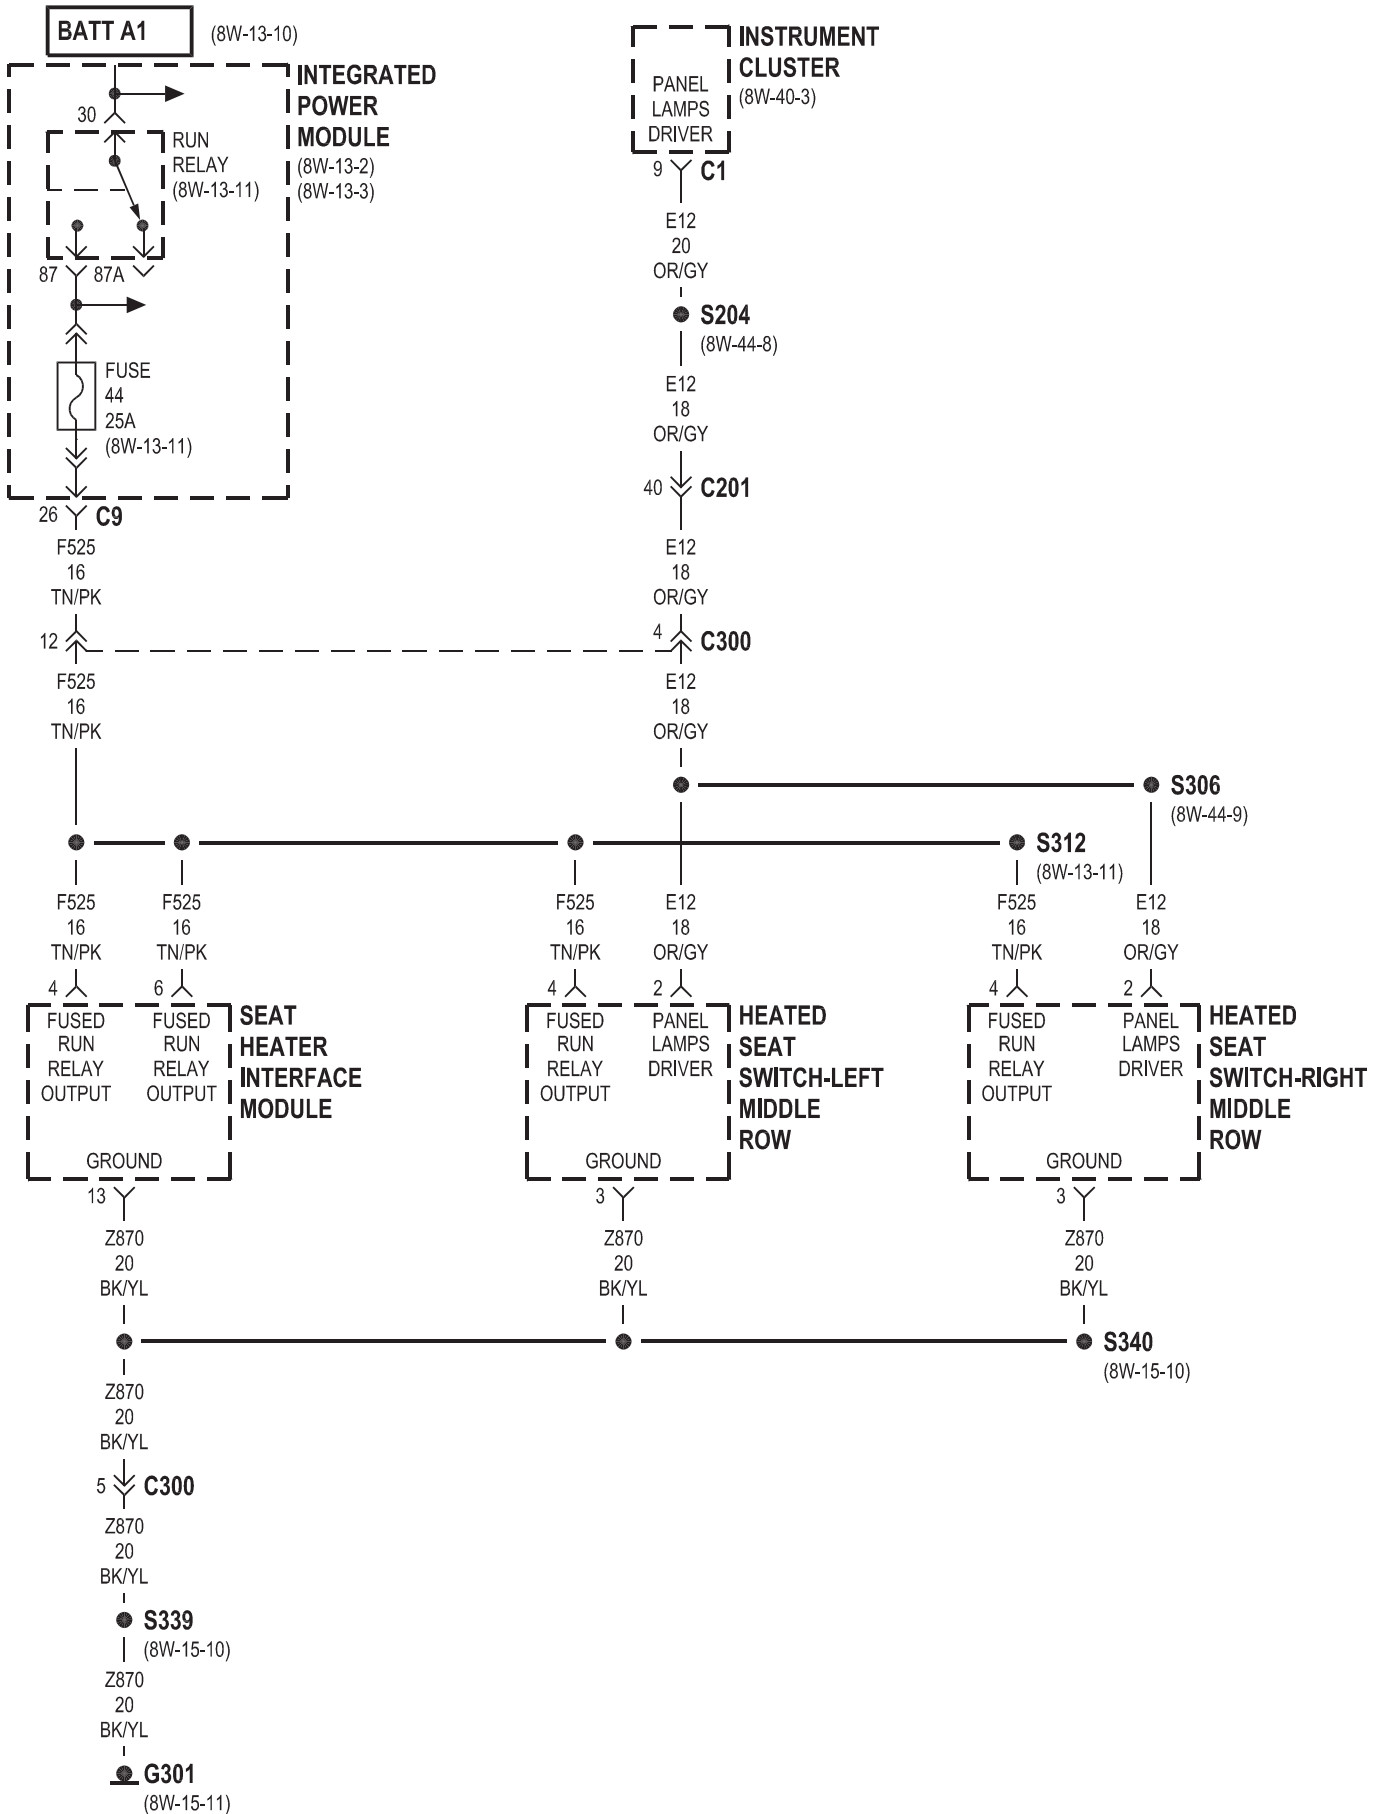 BATT A1
(8W-13-10)
INTEGRATED
POWER
MODULE
(8W-13-2)
(8W-13-3)
30
RUN
RELAY
(8W-13-11)
87
87A
FUSE
44
25A
(8W-13-11)
26
C9
F525
16
TN/PK
12
F525
16
TN/PK
INSTRUMENT
CLUSTER
(8W-40-3)
PANEL
LAMPS
DRIVER
9
C1
E12
20
OR/GY
S204
(8W-44-8)
E12
18
OR/GY
40
C201
E12
18
OR/GY
4
C300
E12
18
OR/GY
S306
(8W-44-9)
S312
(8W-13-11)
F525
16
TN/PK
4
F525
16
TN/PK
6
F525
16
TN/PK
4
E12
18
OR/GY
2
F525
16
TN/PK
4
E12
18
OR/GY
2
FUSED
RUN
RELAY
OUTPUT
FUSED
RUN
RELAY
OUTPUT
SEAT
HEATER
INTERFACE
MODULE
GROUND
13
FUSED
RUN
RELAY
OUTPUT
PANEL
LAMPS
DRIVER
HEATED
SEAT
SWITCH-LEFT
MIDDLE
ROW
GROUND
3
FUSED
RUN
RELAY
OUTPUT
PANEL
LAMPS
DRIVER
HEATED
SEAT
SWITCH-RIGHT
MIDDLE
ROW
GROUND
3
Z870
20
BK/YL
Z870
20
BK/YL
Z870
20
BK/YL
S340
(8W-15-10)
Z870
20
BK/YL
5
C300
Z870
20
BK/YL
S339
(8W-15-10)
Z870
20
BK/YL
G301
(8W-15-11)